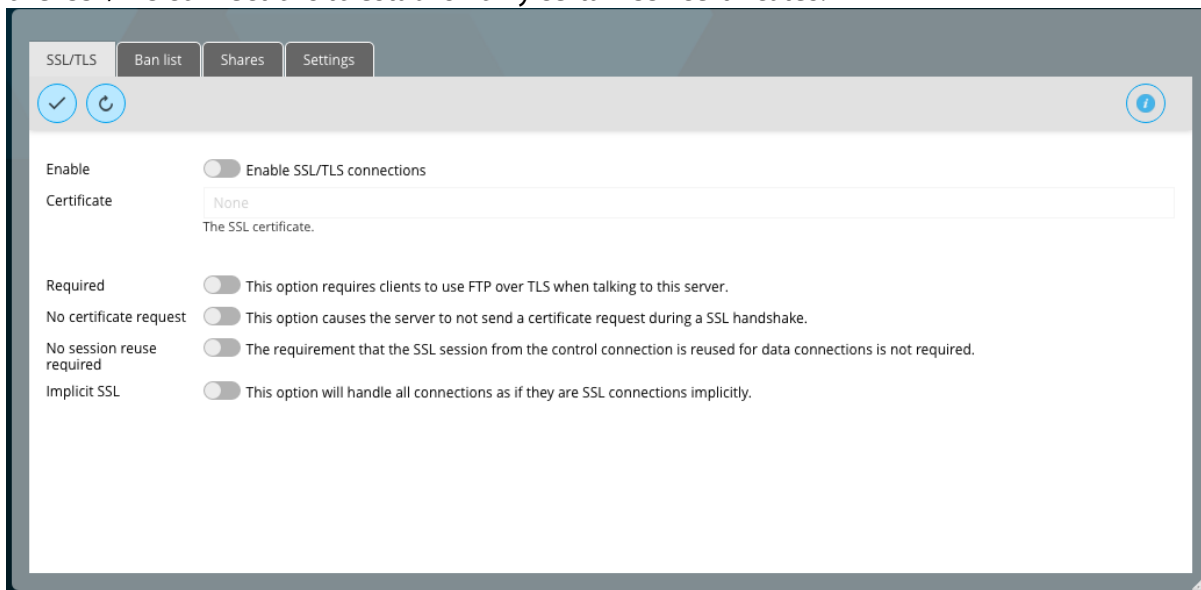 SSL/TLS Ban list Shares Settings
Enable Enable SSL/TLS connections
Certificate None
The SSL certificate.
Required This option requires clients to use FTP over TLS when talking to this server.
No certificate request This option causes the server to not send a certificate request during a SSL handshake.
No session reuse required The requirement that the SSL session from the control connection is reused for data connections is not required.
Implicit SSL This option will handle all connections as if they are SSL connections implicitly.